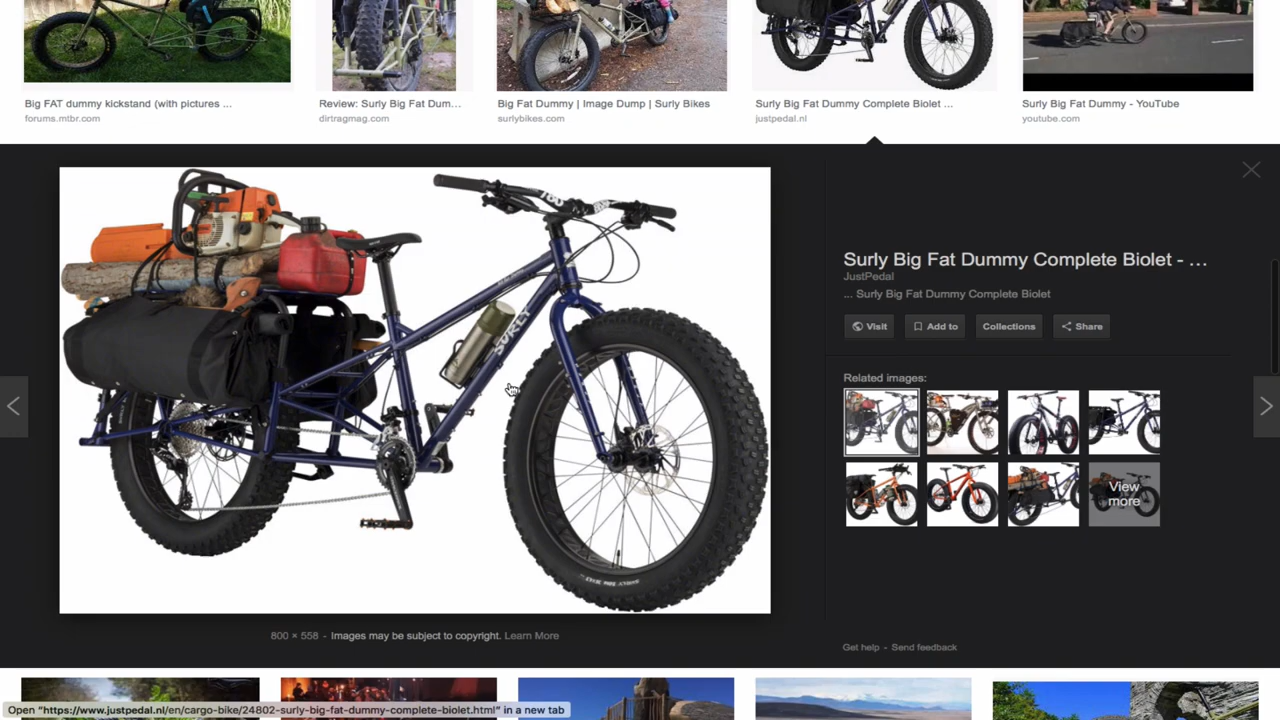 Big FAT dummy kickstand (with pictures ...
forums.mtbr.com
Review: Surly Big Fat Dum...
dirtragmag.com
Big Fat Dummy | Image Dump | Surly Bikes
surlybikes.com
Surly Big Fat Dummy Complete Biolet ...
justpedal.nl
Surly Big Fat Dummy - YouTube
youtube.com
SURLY
Surly Big Fat Dummy Complete Biolet - ...
JustPedal
... Surly Big Fat Dummy Complete Biolet
Visit
Add to
Collections
Share
Related images:
View
more
800 × 558 - Images may be subject to copyright. Learn More
Get help - Send feedback
Open "https://www.justpedal.nl/en/cargo-bike/24802-surly-big-fat-dummy-complete-biolet.html" in a new tab